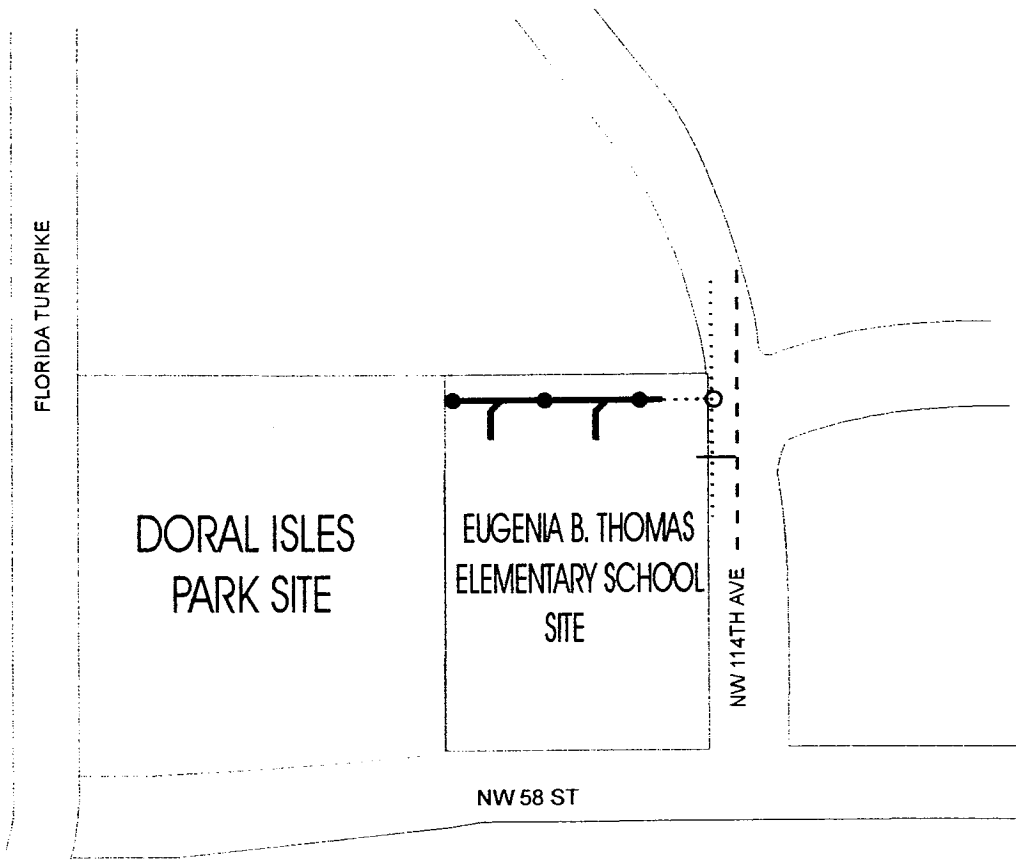 FLORIDA TURNPIKE
DORAL ISLES
PARK SITE
EUGENIA B. THOMAS
ELEMENTARY SCHOOL
SITE
NW 114TH AVE
NW 58 ST